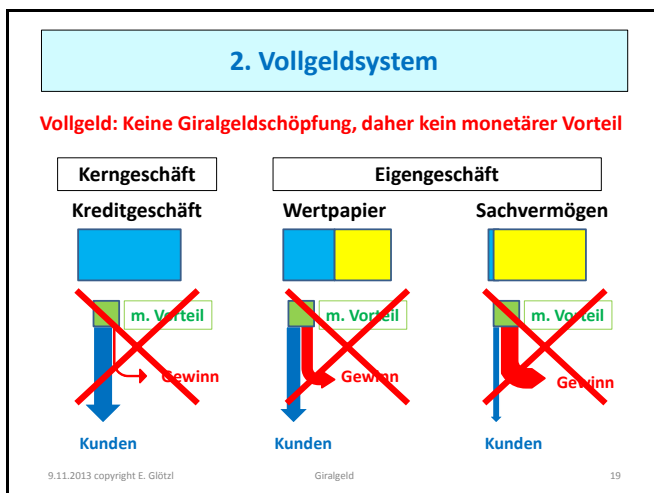 2. Vollgeldsystem
Vollgeld: Keine Giralgeldschöpfung, daher kein monetärer Vorteil
Kerngeschäft
Eigengeschäft
Kreditgeschäft
Wertpapier
Sachvermögen
m. Vorteil
m. Vorteil
m. Vorteil
Gewinn
Gewinn
Gewinn
Kunden
Kunden
Kunden
9.11.2013 copyright E. Glötzl
Giralgeld
19